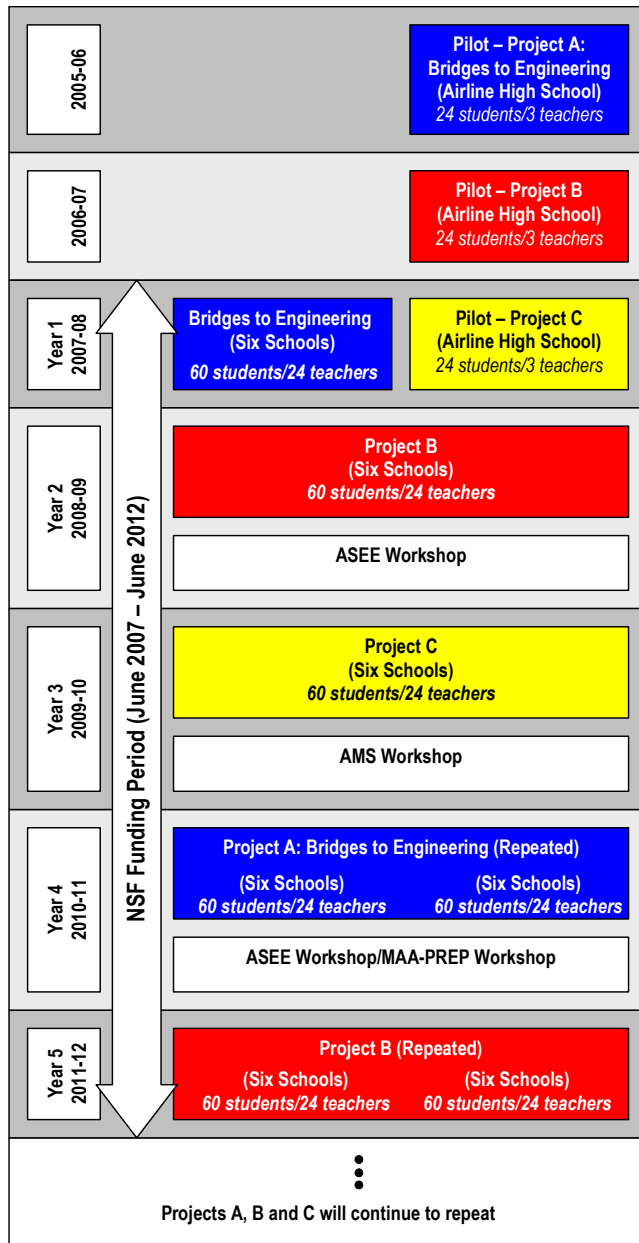 2005-06
Pilot – Project A:
Bridges to Engineering
(Airline High School)
24 students/3 teachers
2006-07
Pilot – Project B
(Airline High School)
24 students/3 teachers
NSF Funding Period (June 2007 – June 2012)
Year 1
2007-08
Bridges to Engineering
(Six Schools)
60 students/24 teachers
Pilot – Project C
(Airline High School)
24 students/3 teachers
Year 2
2008-09
Project B
(Six Schools)
60 students/24 teachers
ASEE Workshop
Year 3
2009-10
Project C
(Six Schools)
60 students/24 teachers
AMS Workshop
Year 4
2010-11
Project A: Bridges to Engineering (Repeated)
(Six Schools)
60 students/24 teachers
(Six Schools)
60 students/24 teachers
ASEE Workshop/MAA-PREP Workshop
Year 5
2011-12
Project B (Repeated)
(Six Schools)
60 students/24 teachers
(Six Schools)
60 students/24 teachers
Projects A, B and C will continue to repeat